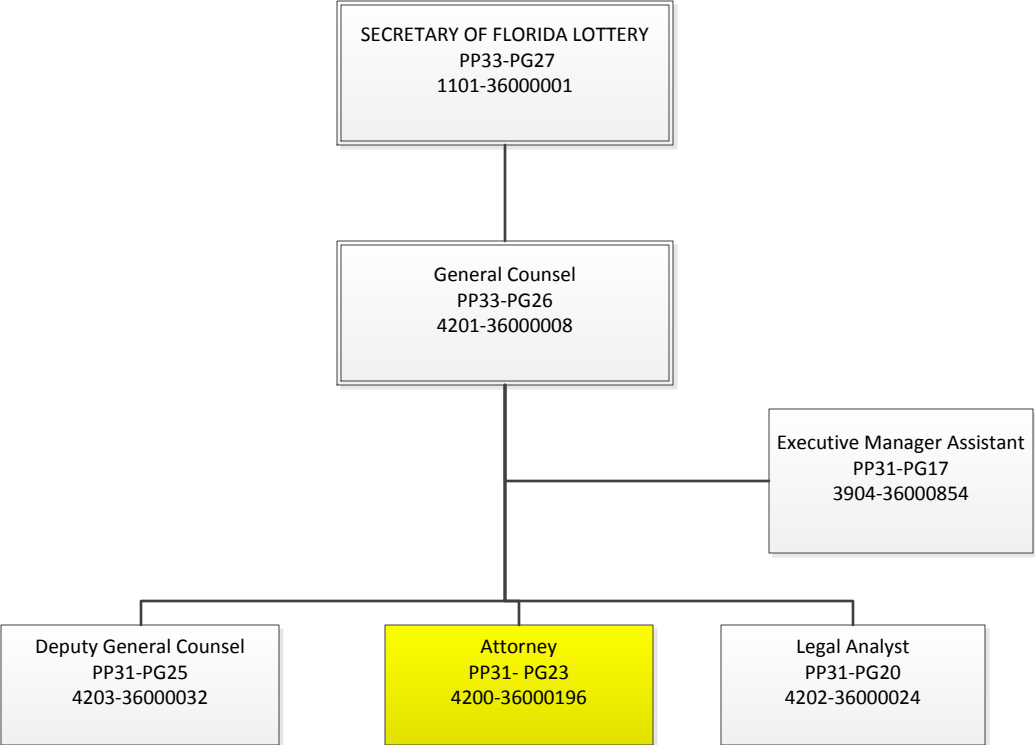 SECRETARY OF FLORIDA LOTTERY
PP33-PG27
1101-36000001
General Counsel
PP33-PG26
4201-36000008
Executive Manager Assistant
PP31-PG17
3904-36000854
Deputy General Counsel
PP31-PG25
4203-36000032
Attorney
PP31- PG23
4200-36000196
Legal Analyst
PP31-PG20
4202-36000024